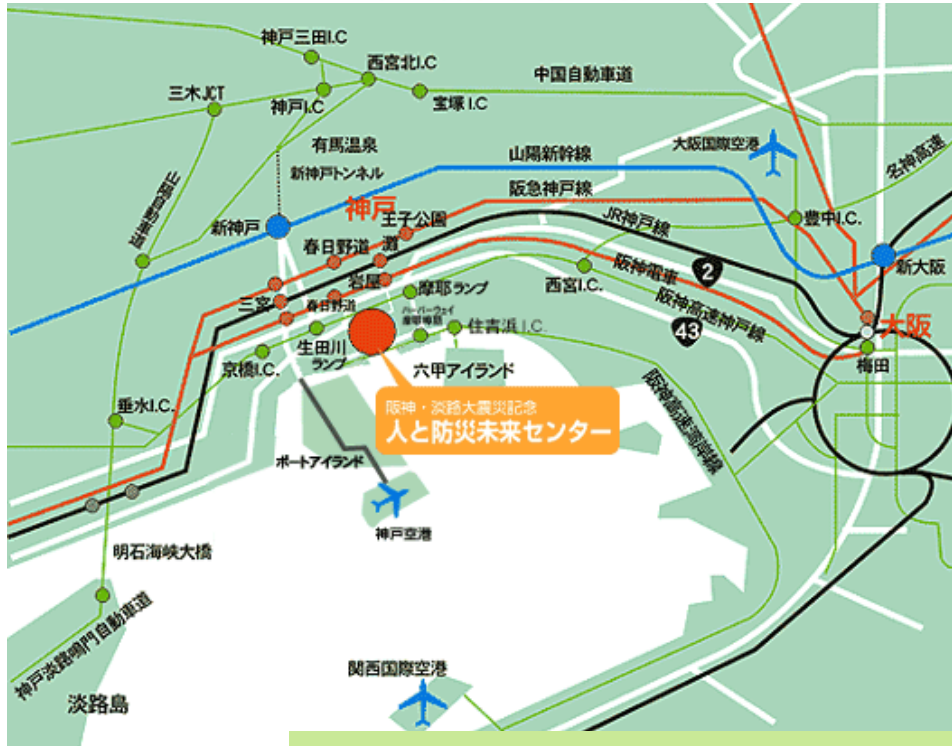 神戸三田I.C
西宮北I.C
中国自動車道
三木JCT
神戸I.C
宝塚I.C
有馬温泉
大阪国際空港
名神高速
新神戸トンネル
山陽新幹線
山陽自動車道
神戸
阪急神戸線
新神戸
王子公園
JR神戸線
豊中I.C.
春日野道
灘
阪神電車
2
新大阪
岩屋
摩耶ランプ
西宮I.C.
三宮
春日野道
ハーバーウェイ
阪神高速神戸線
43
大阪
住吉浜I.C.
生田川
ランプ
京橋I.C.
六甲アイランド
梅田
阪神・淡路大震災記念
人と防災未来センター
垂水I.C.
阪神高速湾岸線
ポートアイランド
神戸空港
明石海峡大橋
神戸淡路鳴門自動車道
関西国際空港
淡路島